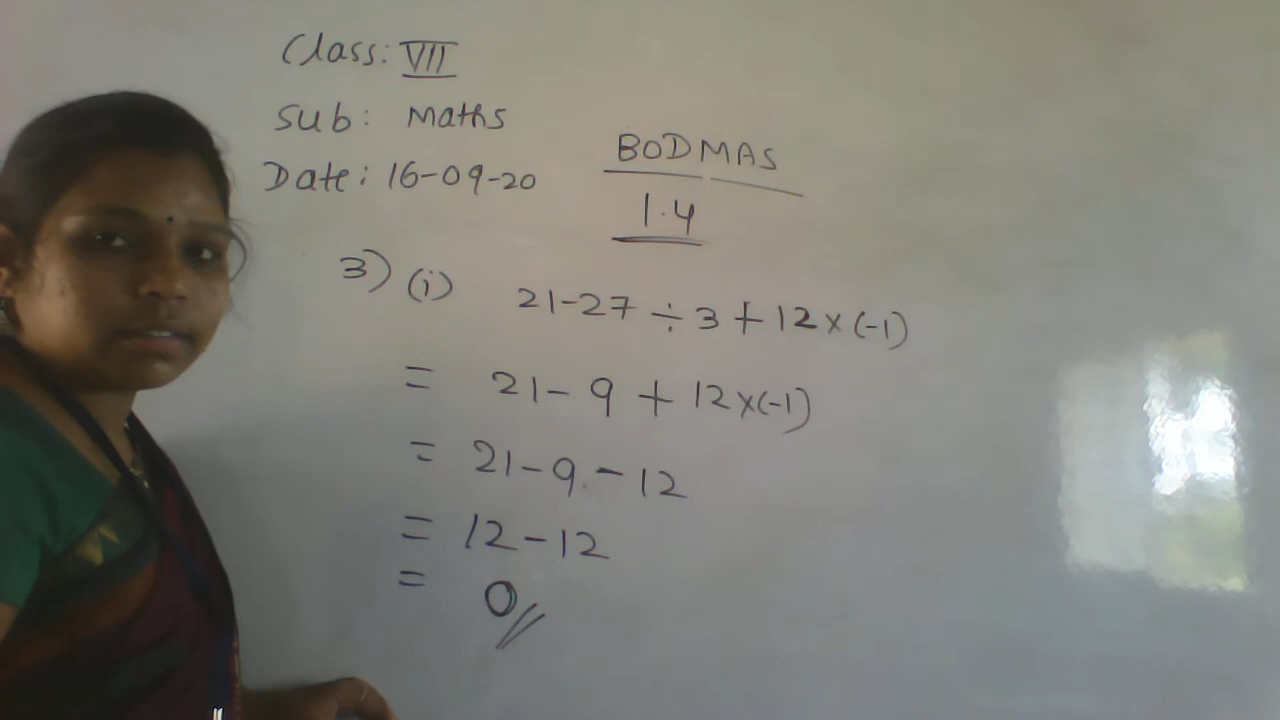 Class: VII
Sub: Maths
Date: 16-09-20
BODMAS
1.4
3) (i) 21-27 ÷ 3 + 12 × (-1)
= 21 - 9 + 12 × (-1)
= 21 - 9 - 12
= 12 - 12
= 0//